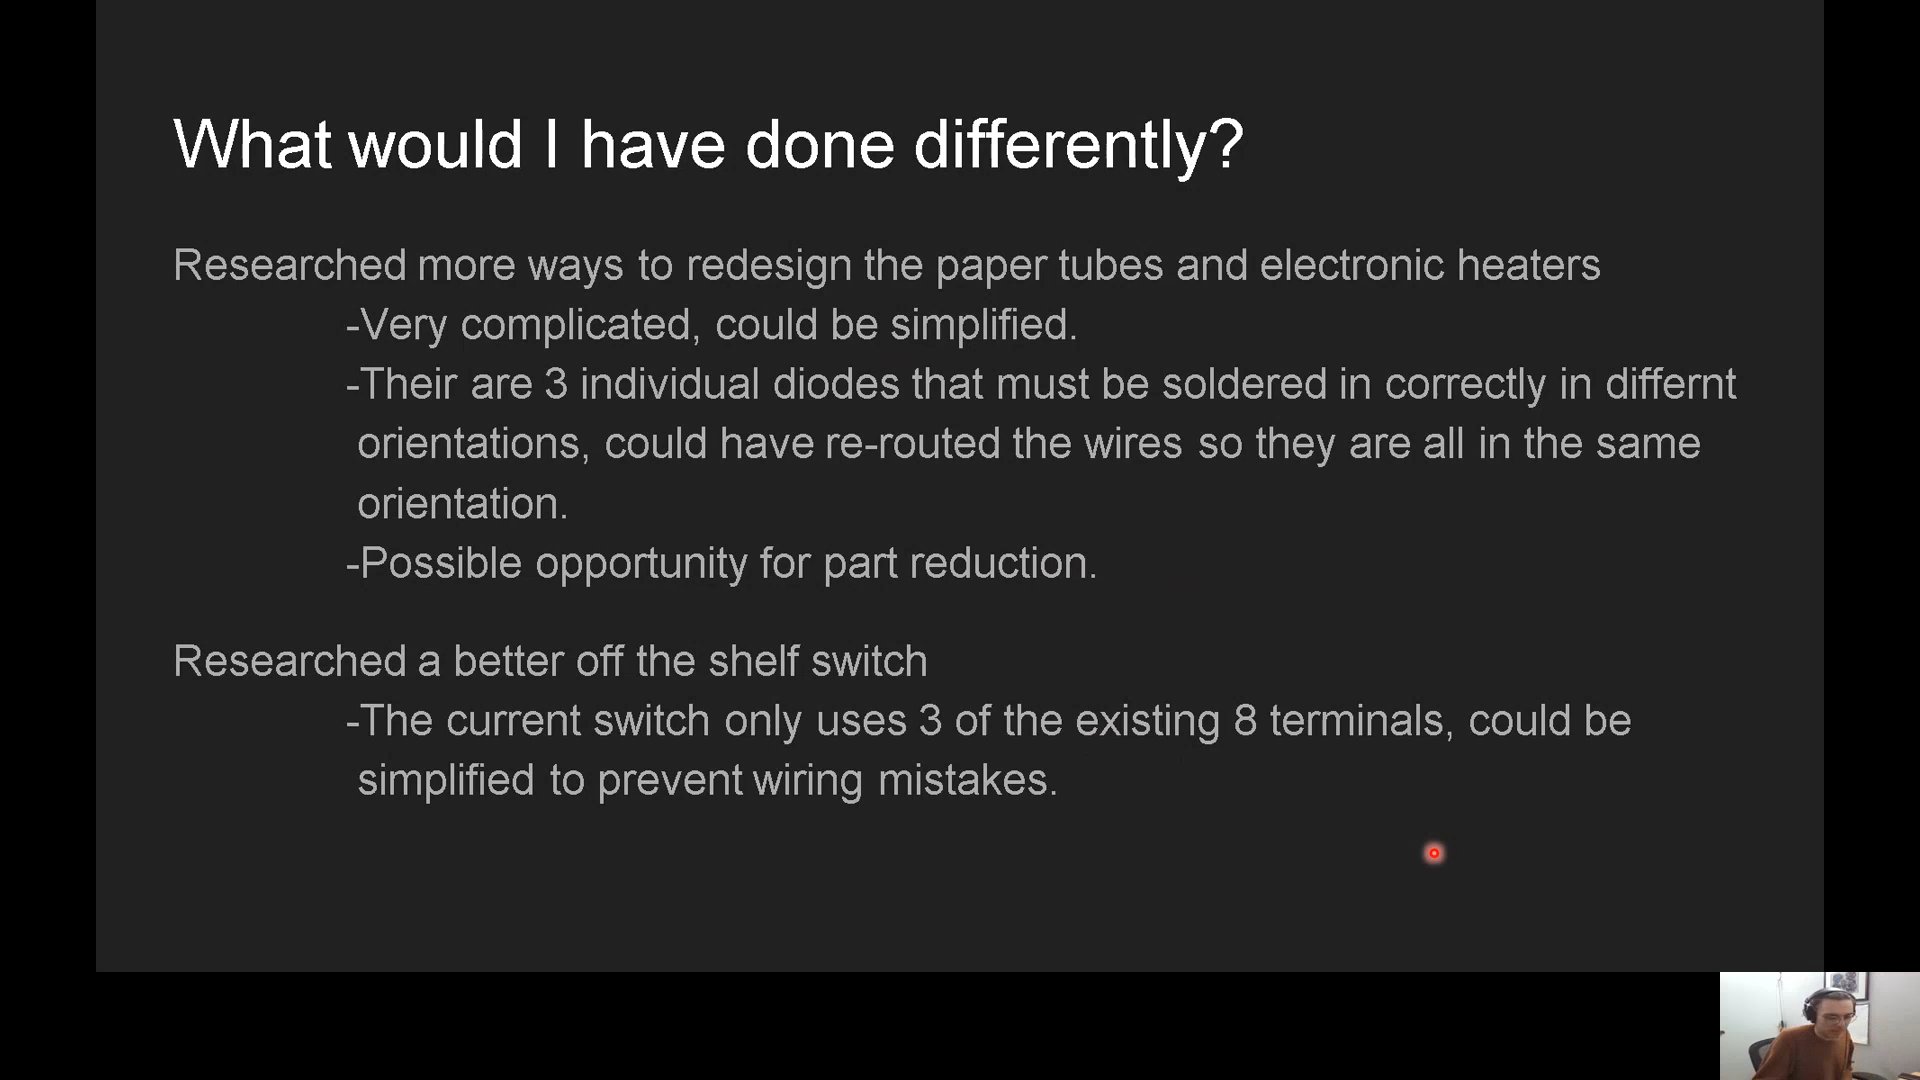 What would I have done differently?
Researched more ways to redesign the paper tubes and electronic heaters
-Very complicated, could be simplified.
-Their are 3 individual diodes that must be soldered in correctly in differnt
orientations, could have re-routed the wires so they are all in the same
orientation.
-Possible opportunity for part reduction.
Researched a better off the shelf switch
-The current switch only uses 3 of the existing 8 terminals, could be
simplified to prevent wiring mistakes.